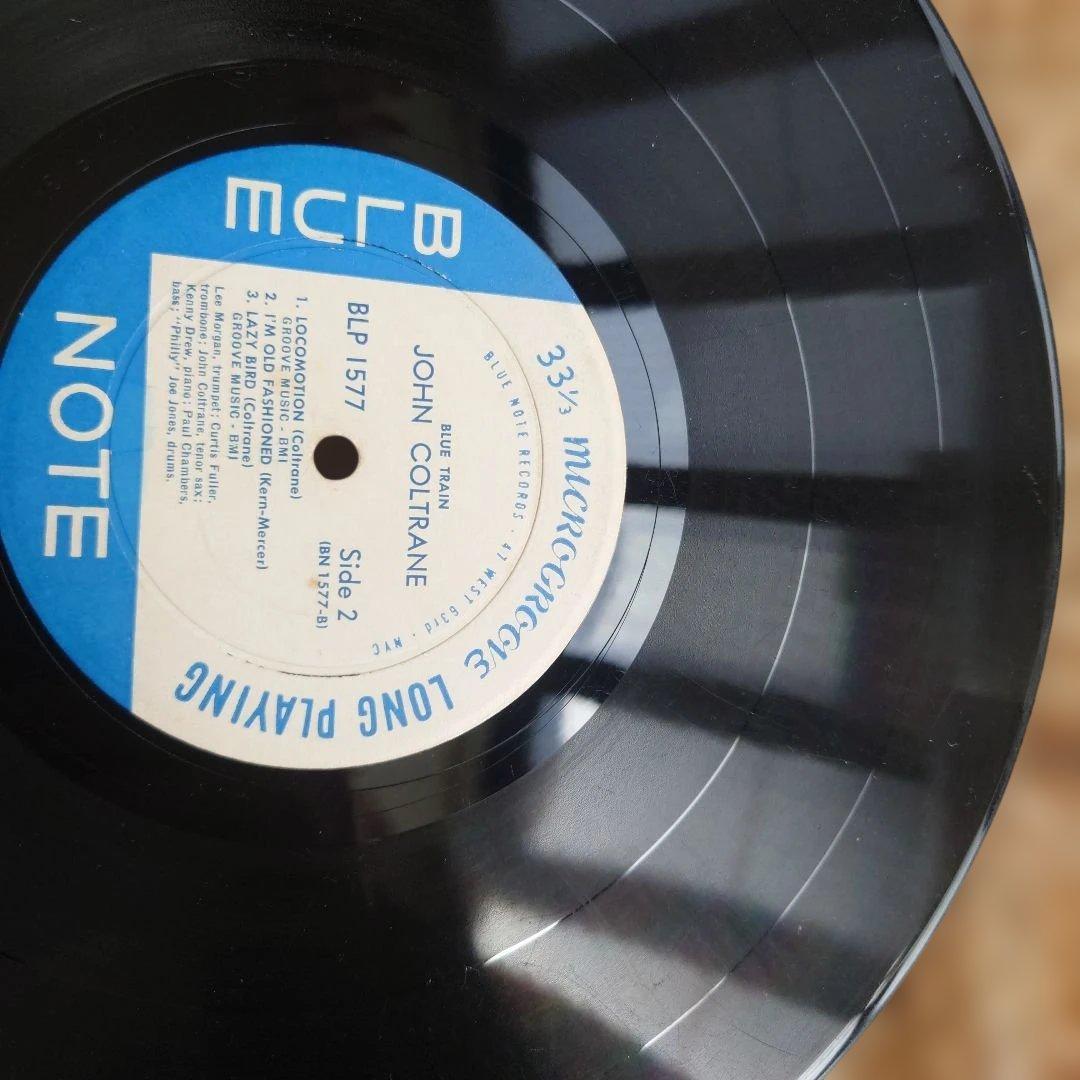 BLUE
NOTE
33⅓ MICROGROOVE LONG PLAYING
BLUE NOTE RECORDS · 47 WEST 63rd · NYC
BLUE TRAIN
JOHN COLTRANE
BLP 1577
Side 2
(BN 1577-B)
1. LOCOMOTION (Coltrane)
GROOVE MUSIC - BMI
2. I'M OLD FASHIONED (Kern-Mercer)
3. LAZY BIRD (Coltrane)
GROOVE MUSIC - BMI
Lee Morgan, trumpet; Curtis Fuller,
trombone; John Coltrane, tenor sax;
Kenny Drew, piano; Paul Chambers,
bass; "Philly" Joe Jones, drums.